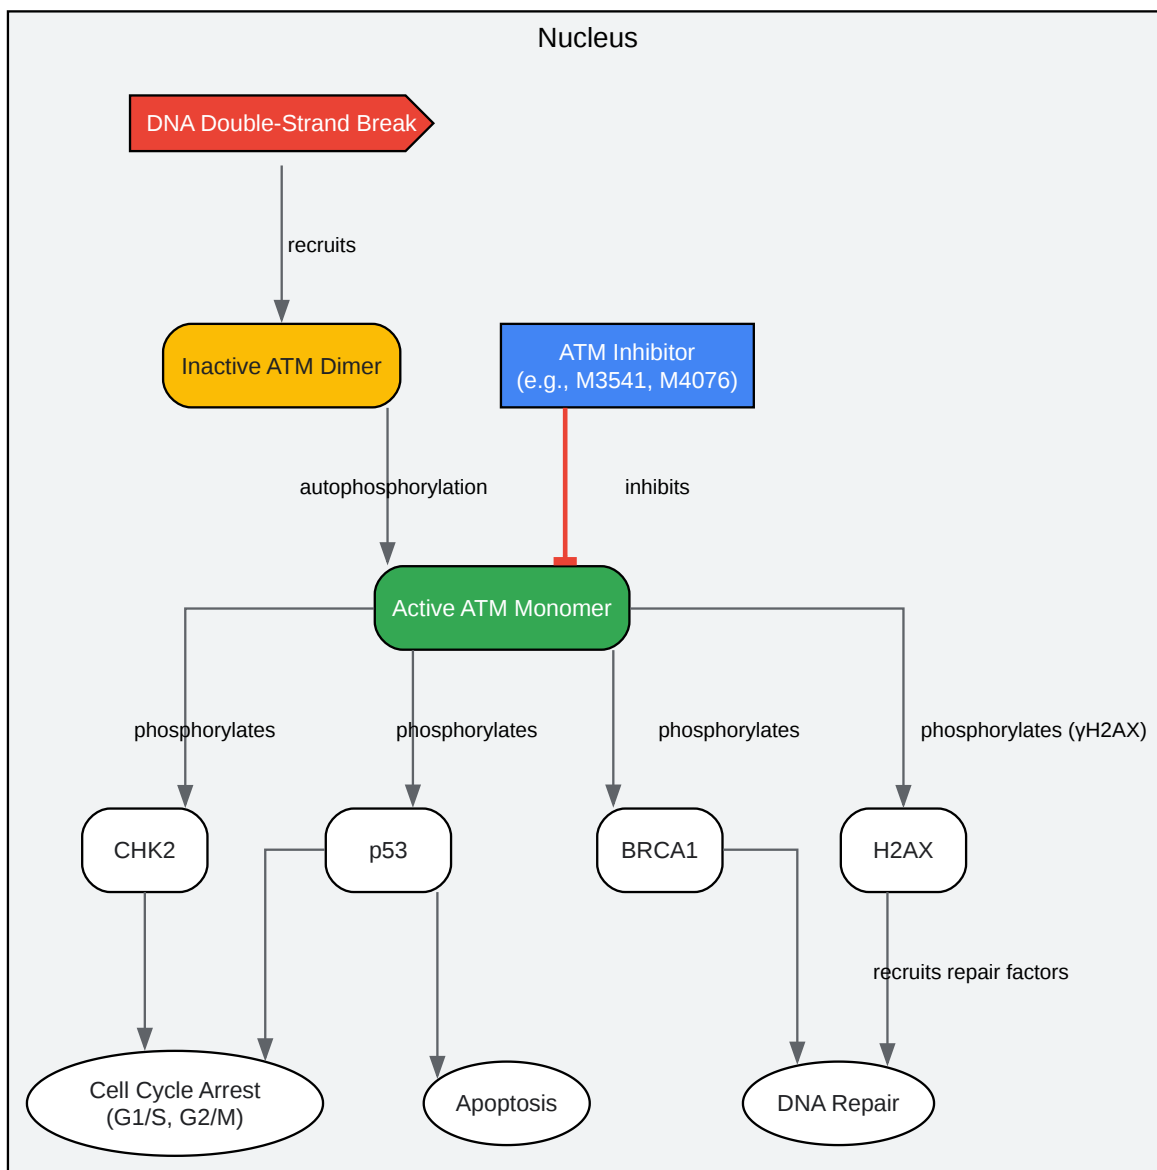 Nucleus
DNA Double-Strand Break
recruits
Inactive ATM Dimer
ATM Inhibitor
(e.g., M3541, M4076)
autophosphorylation
inhibits
Active ATM Monomer
phosphorylates
phosphorylates
phosphorylates
phosphorylates (γH2AX)
CHK2
p53
BRCA1
H2AX
recruits repair factors
Cell Cycle Arrest
(G1/S, G2/M)
Apoptosis
DNA Repair